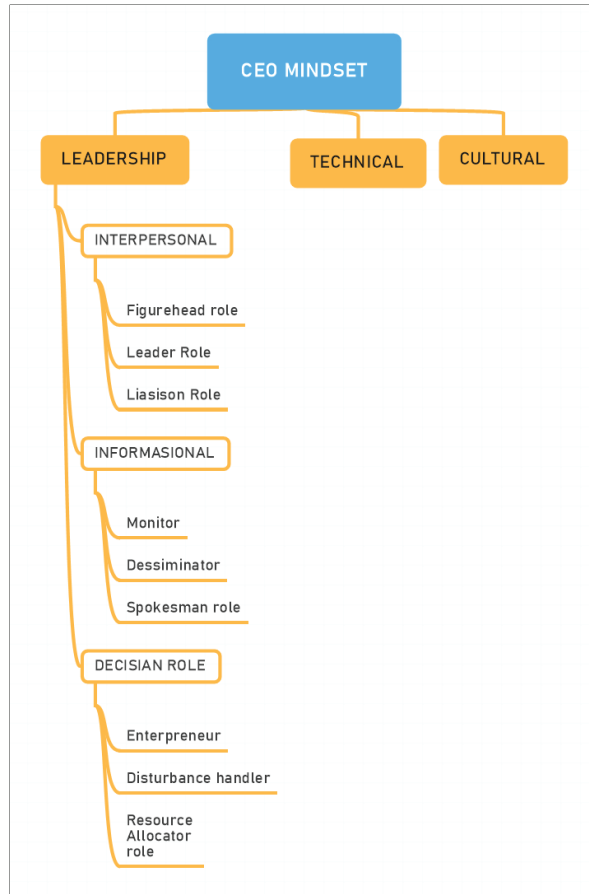 CEO MINDSET
LEADERSHIP
TECHNICAL
CULTURAL
INTERPERSONAL
Figurehead role
Leader Role
Liasison Role
INFORMASIONAL
Monitor
Dessiminator
Spokesman role
DECISIAN ROLE
Enterpreneur
Disturbance handler
Resource
Allocator
role